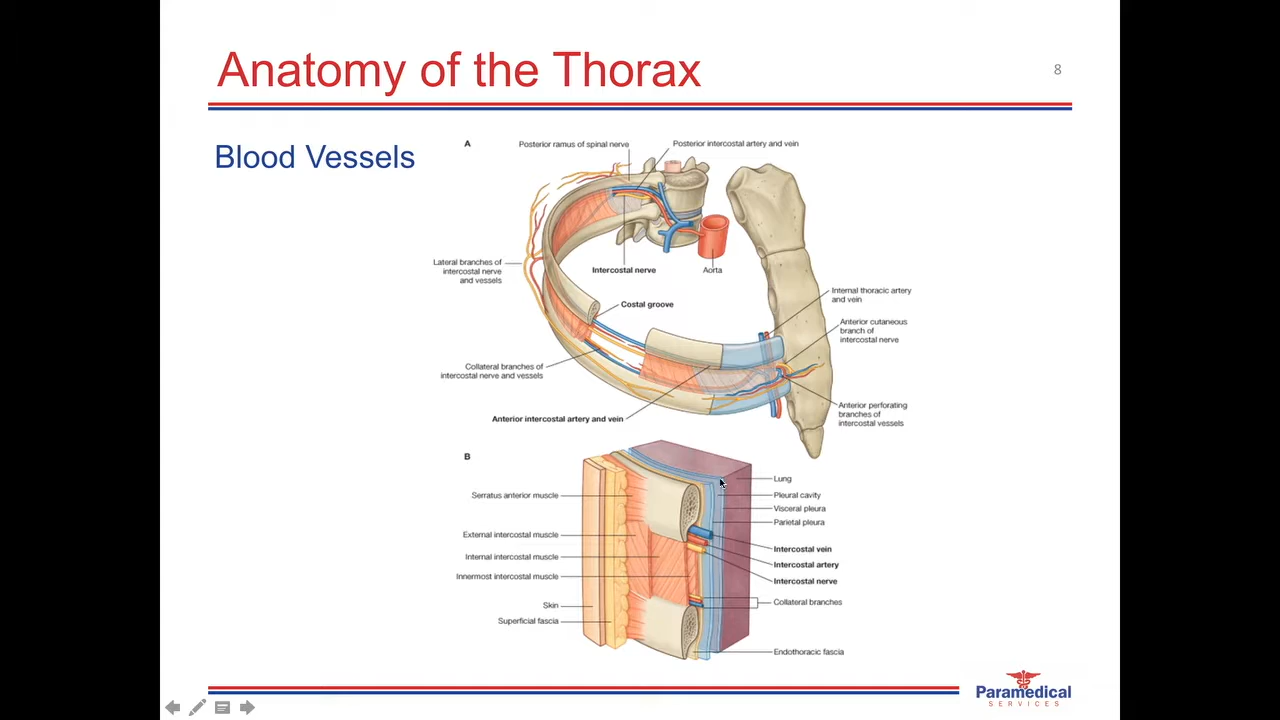 Anatomy of the Thorax
8
Blood Vessels
A
Posterior ramus of spinal nerve
Posterior intercostal artery and vein
Lateral branches of
intercostal nerve
and vessels
Intercostal nerve
Aorta
Costal groove
Internal thoracic artery
and vein
Anterior cutaneous
branch of
intercostal nerve
Collateral branches of
intercostal nerve and vessels
Anterior intercostal artery and vein
Anterior perforating
branches of
intercostal vessels
B
Serratus anterior muscle
External intercostal muscle
Internal intercostal muscle
Innermost intercostal muscle
Skin
Superficial fascia
Lung
Pleural cavity
Visceral pleura
Parietal pleura
Intercostal vein
Intercostal artery
Intercostal nerve
Collateral branches
Endothoracic fascia
Paramedical
SERVICES